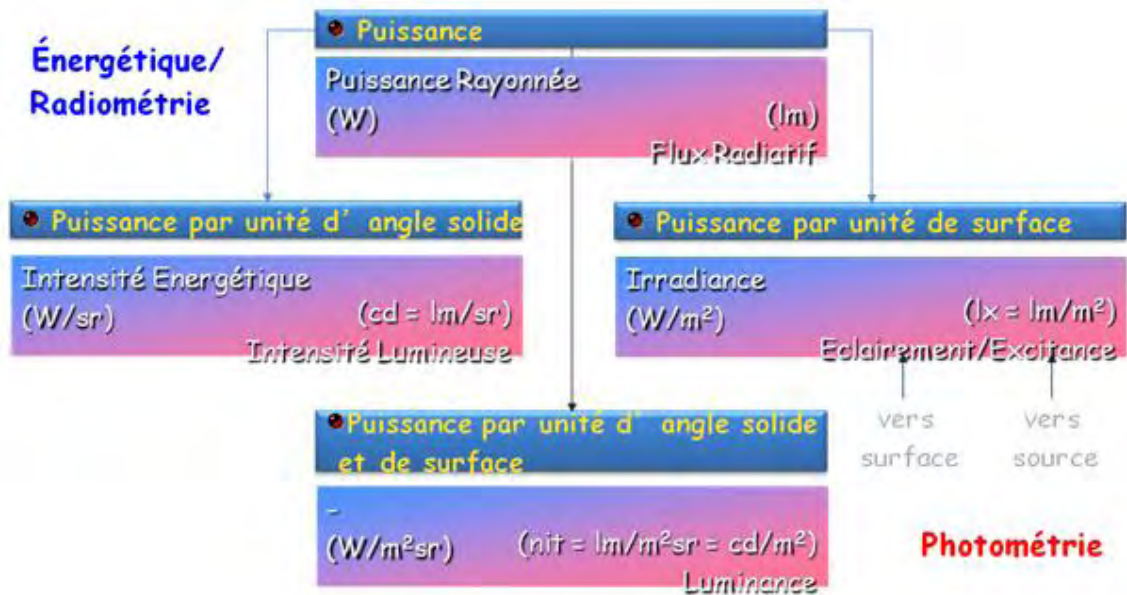 Énergétique/
Radiométrie
Puissance
Puissance Rayonnée
(W)
(lm)
Flux Radiatif
Puissance par unité d' angle solide
Intensité Energétique
(W/sr)
(cd = lm/sr)
Intensité Lumineuse
Puissance par unité de surface
Irradiance
(W/m²)
(lx = lm/m²)
Eclairement/Excitance
vers
surface
vers
source
Puissance par unité d' angle solide
et de surface
-
(W/m²sr)
(nit = lm/m²sr = cd/m²)
Luminance
Photométrie